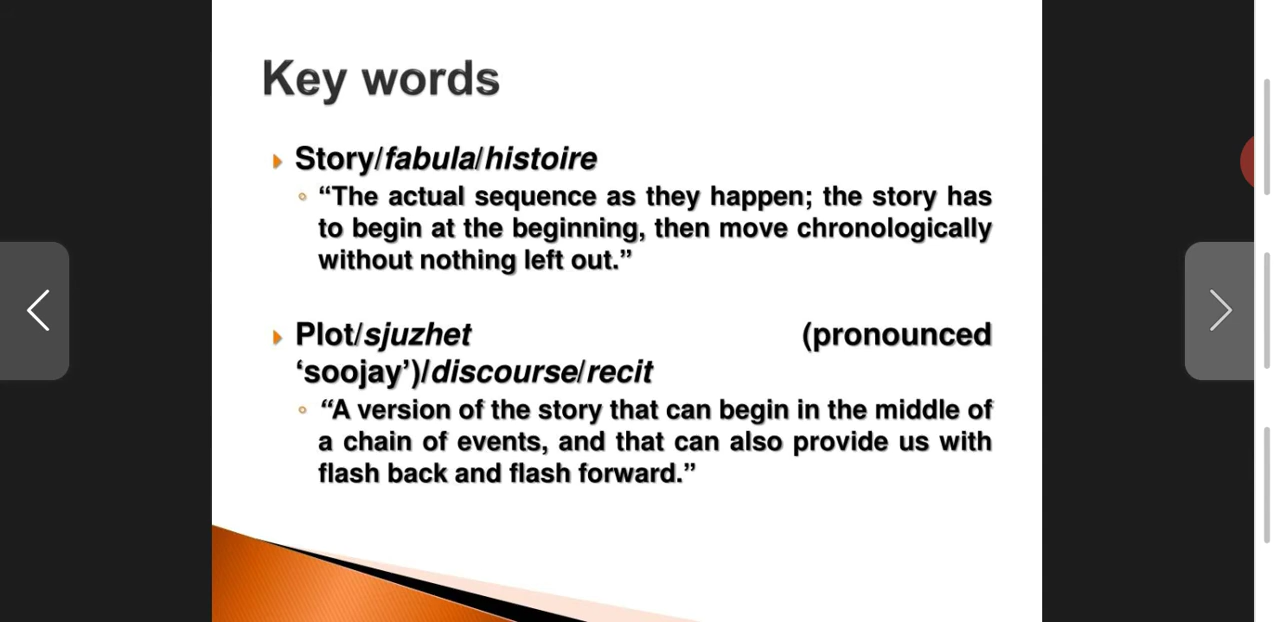 Key words
Story/fabula/histoire
“The actual sequence as they happen; the story has
to begin at the beginning, then move chronologically
without nothing left out.”
Plot/sjuzhet (pronounced
‘soojay’)/discourse/recit
“A version of the story that can begin in the middle of
a chain of events, and that can also provide us with
flash back and flash forward.”